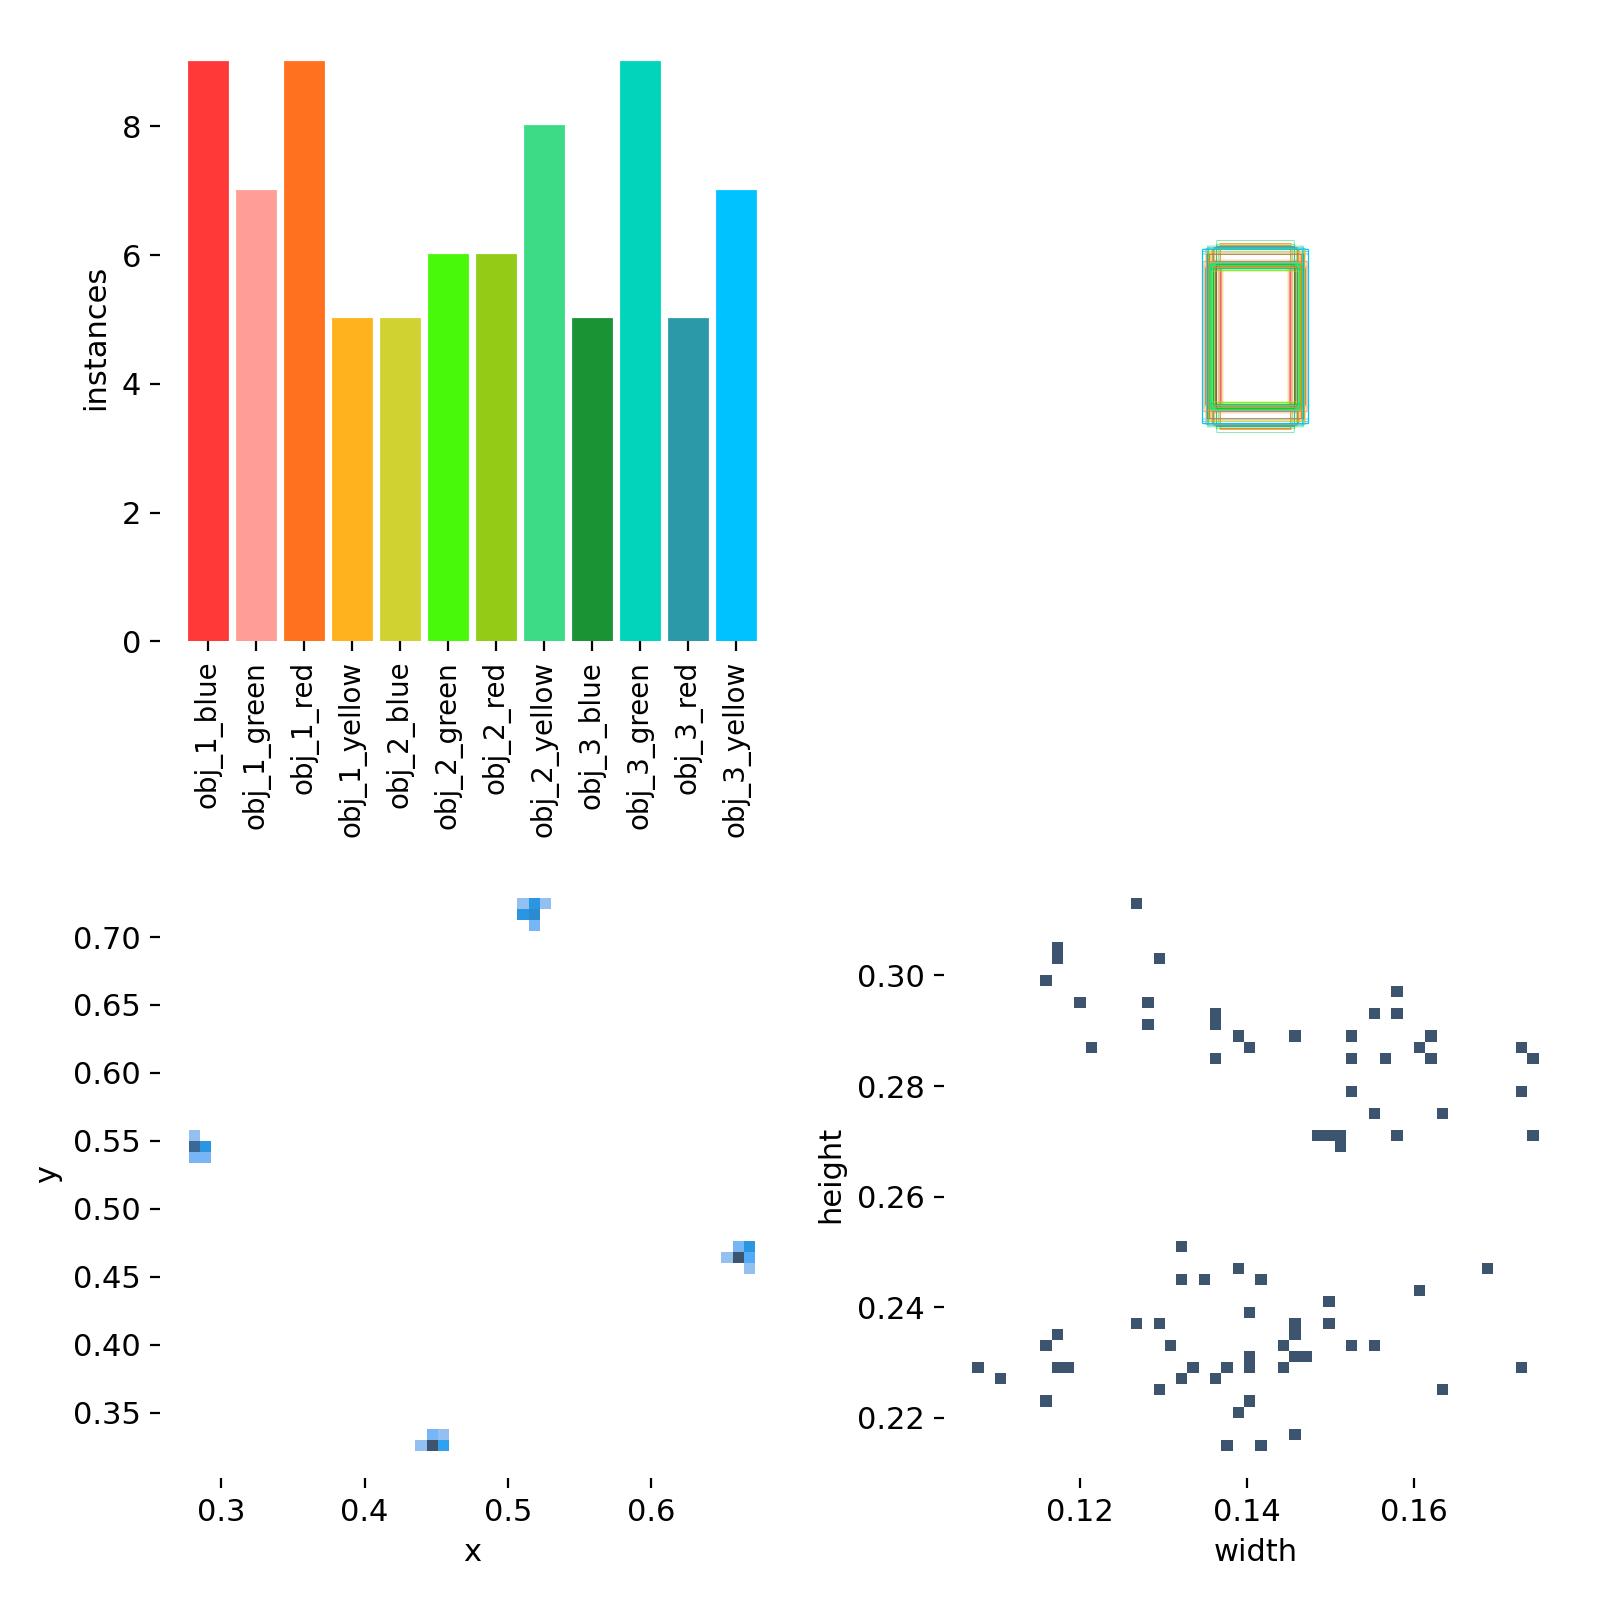 instances
8
6
4
2
0
obj_1_blue
obj_1_green
obj_1_red
obj_1_yellow
obj_2_blue
obj_2_green
obj_2_red
obj_2_yellow
obj_3_blue
obj_3_green
obj_3_red
obj_3_yellow
y
0.70
0.65
0.60
0.55
0.50
0.45
0.40
0.35
0.3 0.4 0.5 0.6
x
height
0.30
0.28
0.26
0.24
0.22
0.12 0.14 0.16
width